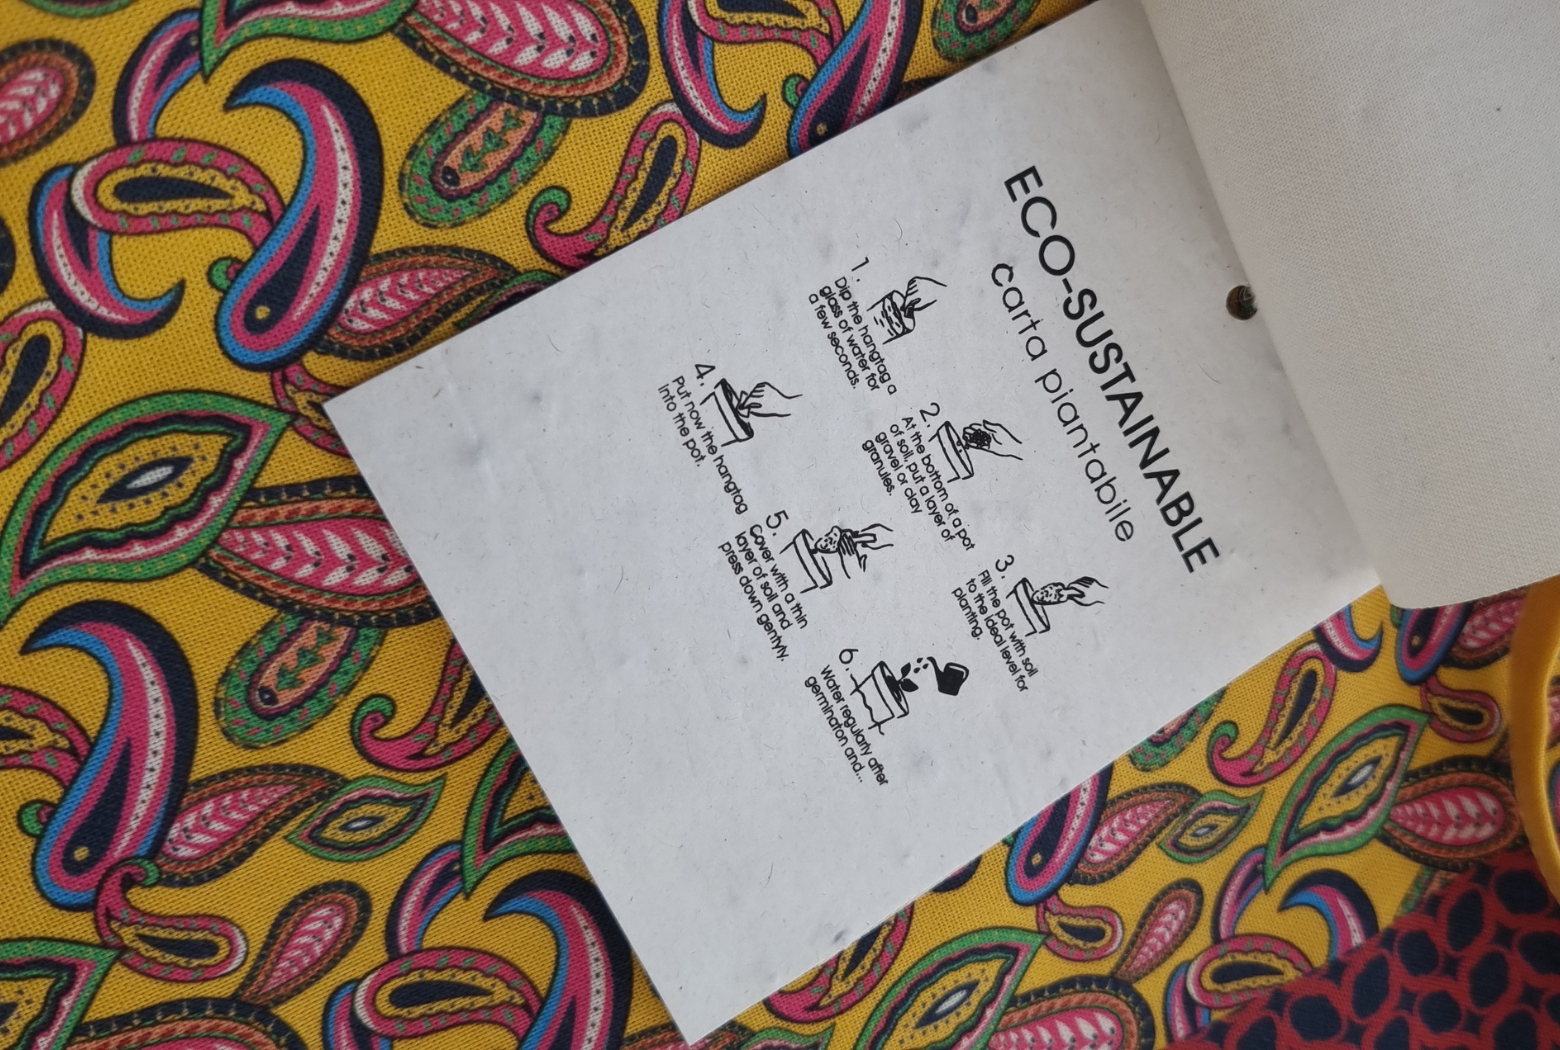 ECO-SUSTAINABLE
carta piantabile
1.
Dip the hangtag a
glass of water for
a few seconds.
2.
At the bottom of a pot
of soil, put a layer of
gravel or clay
granules.
3.
Fill the pot with soil
to the ideal level for
planting.
4.
Put now the hangtag
into the pot.
5.
Cover with a thin
layer of soil and
press down gentyly.
6.
Water regularly after
germination and...